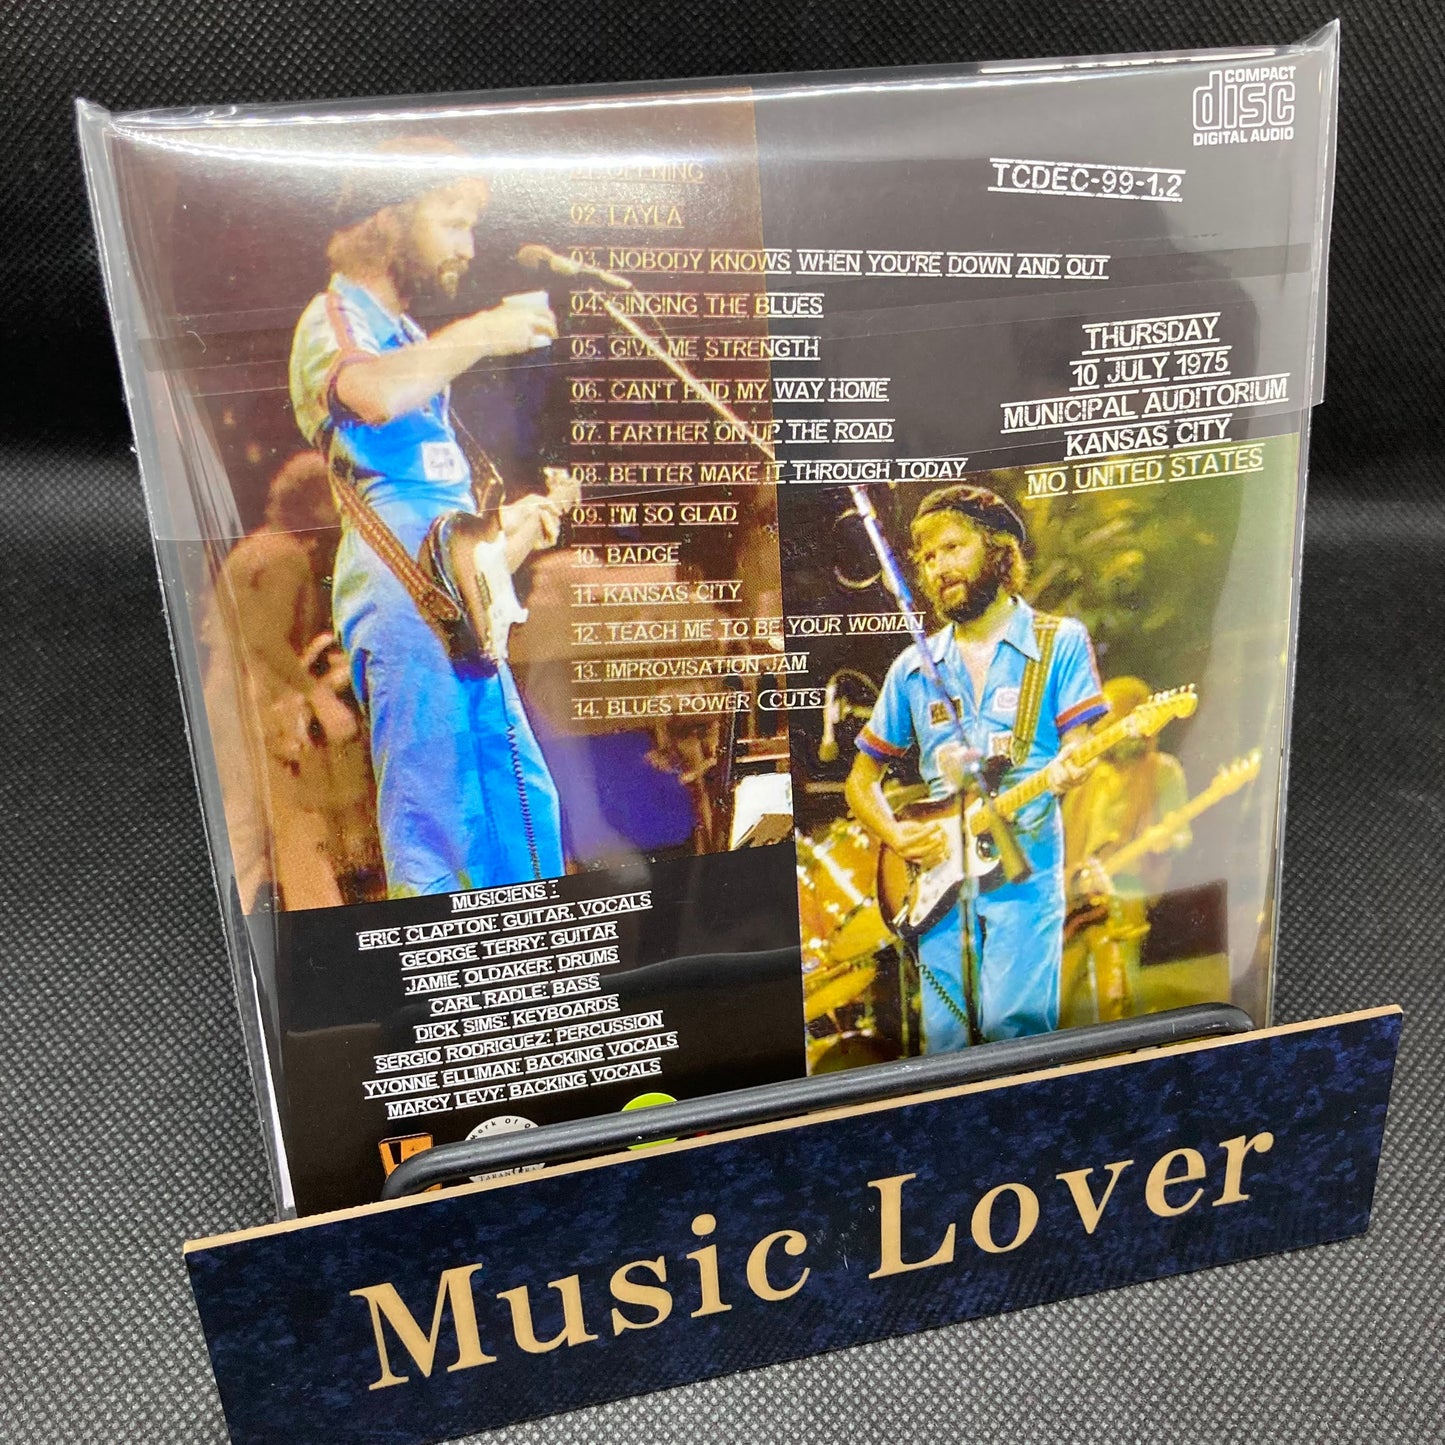 COMPACT
disc
DIGITAL AUDIO
TCDEC-99-1,2
01. OPENING
02. LAYLA
03. NOBODY KNOWS WHEN YOU'RE DOWN AND OUT
04. SINGING THE BLUES
05. GIVE ME STRENGTH
06. CAN'T FIND MY WAY HOME
07. FARTHER ON UP THE ROAD
08. BETTER MAKE IT THROUGH TODAY
09. I'M SO GLAD
10. BADGE
11. KANSAS CITY
12. TEACH ME TO BE YOUR WOMAN
13. IMPROVISATION JAM
14. BLUES POWER (CUTS)
THURSDAY
10 JULY 1975
MUNICIPAL AUDITORIUM
KANSAS CITY
MO UNITED STATES
MUSICIENS :
ERIC CLAPTON: GUITAR, VOCALS
GEORGE TERRY: GUITAR
JAMIE OLDAKER: DRUMS
CARL RADLE: BASS
DICK SIMS: KEYBOARDS
SERGIO RODRIGUEZ: PERCUSSION
YVONNE ELLIMAN: BACKING VOCALS
MARCY LEVY: BACKING VOCALS
Music Lover